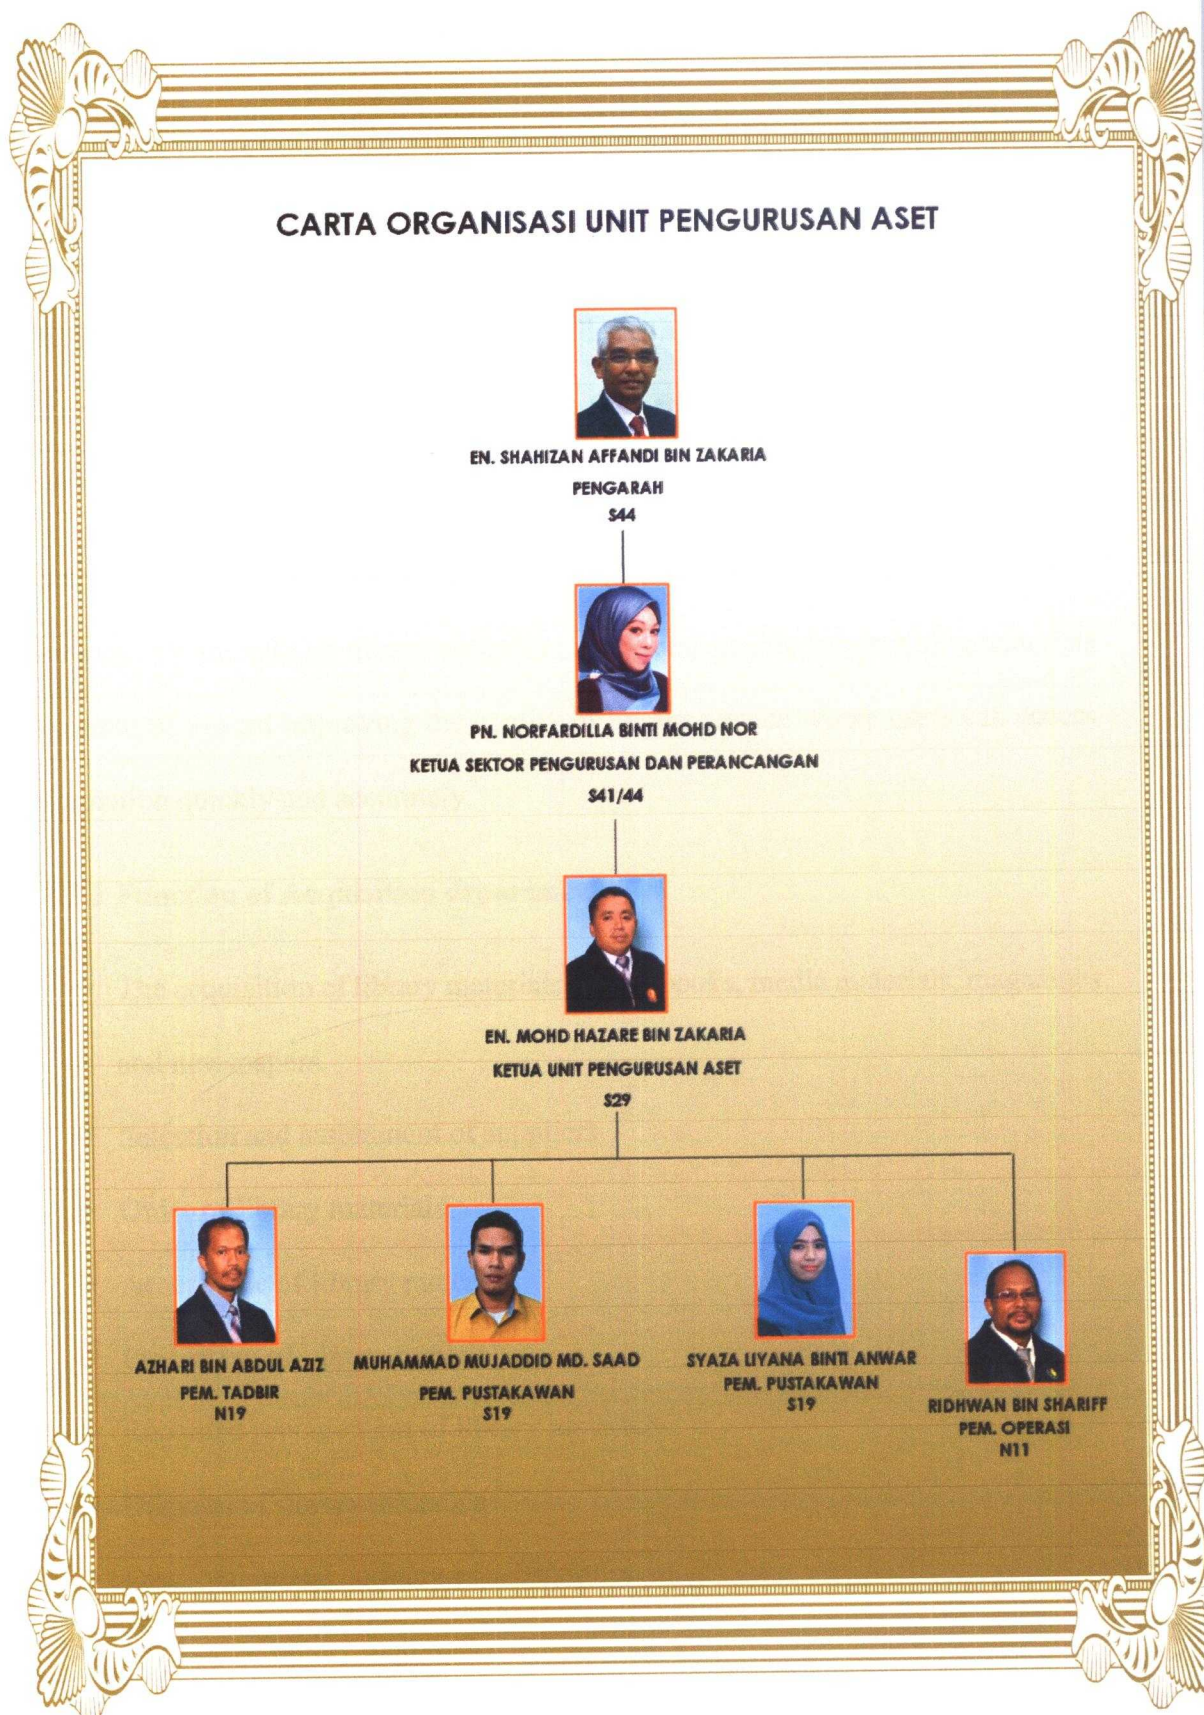 CARTA ORGANISASI UNIT PENGURUSAN ASET
EN. SHAHIZAN AFFANDI BIN ZAKARIA
PENGARAH
S44
PN. NORFARDILLA BINTI MOHD NOR
KETUA SEKTOR PENGURUSAN DAN PERANCANGAN
S41/44
EN. MOHD HAZARE BIN ZAKARIA
KETUA UNIT PENGURUSAN ASET
S29
AZHARI BIN ABDUL AZIZ
PEM. TADBIR
N19
MUHAMMAD MUJADDID MD. SAAD
PEM. PUSTAKAWAN
S19
SYAZA LIYANA BINTI ANWAR
PEM. PUSTAKAWAN
S19
RIDHWAN BIN SHARIFF
PEM. OPERASI
N11